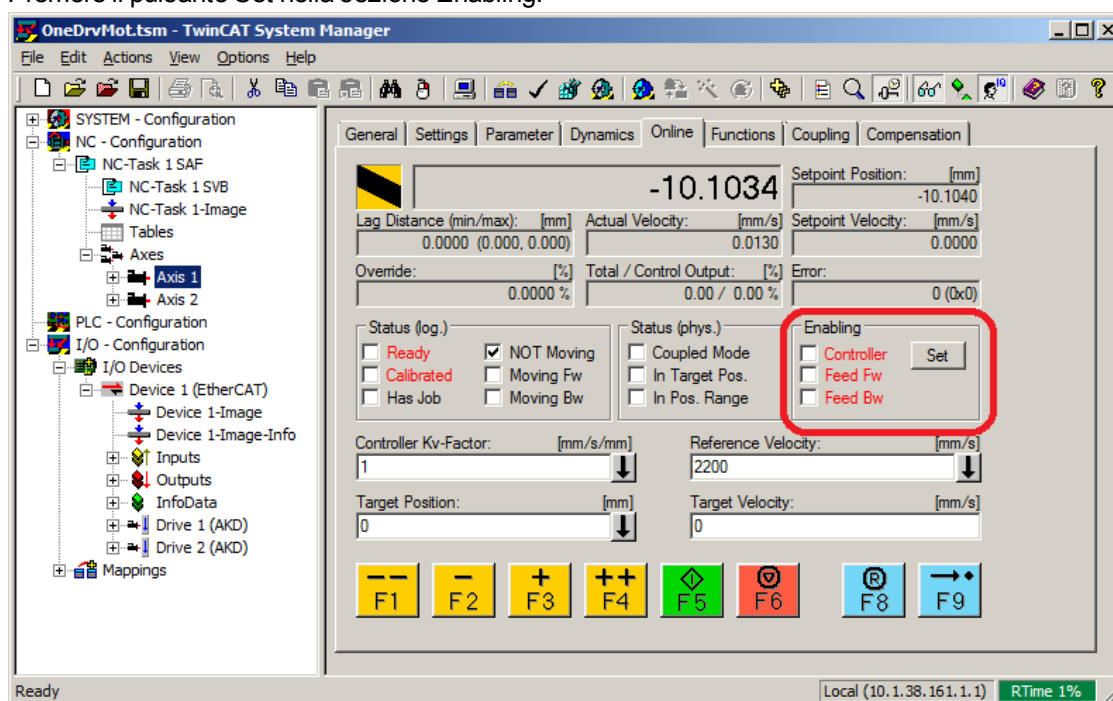 Premere il pulsante Set nella sezione Enabling.
OneDrvMot.tsm - TwinCAT System Manager
File Edit Actions View Options Help
SYSTEM - Configuration
NC - Configuration
NC-Task 1 SAF
NC-Task 1 SVB
NC-Task 1-Image
Tables
Axes
Axis 1
Axis 2
PLC - Configuration
I/O - Configuration
I/O Devices
Device 1 (EtherCAT)
Device 1-Image
Device 1-Image-Info
Inputs
Outputs
InfoData
Drive 1 (AKD)
Drive 2 (AKD)
Mappings
General Settings Parameter Dynamics Online Functions Coupling Compensation
-10.1034
Setpoint Position: [mm]
-10.1040
Lag Distance (min/max): [mm] Actual Velocity: [mm/s] Setpoint Velocity: [mm/s]
0.0000 (0.000, 0.000) 0.0130 0.0000
Override: [%] Total / Control Output: [%] Error:
0.0000 % 0.00 / 0.00 % 0 (0x0)
Status (log.) Status (phys.) Enabling
Ready NOT Moving Coupled Mode Controller Set
Calibrated Moving Fw In Target Pos. Feed Fw
Has Job Moving Bw In Pos. Range Feed Bw
Controller Kv-Factor: [mm/s/mm] Reference Velocity: [mm/s]
1 2200
Target Position: [mm] Target Velocity: [mm/s]
0 0
-- - + ++ R
F1 F2 F3 F4 F5 F6 F8 F9
Ready Local (10.1.38.161.1.1) RTime 1%